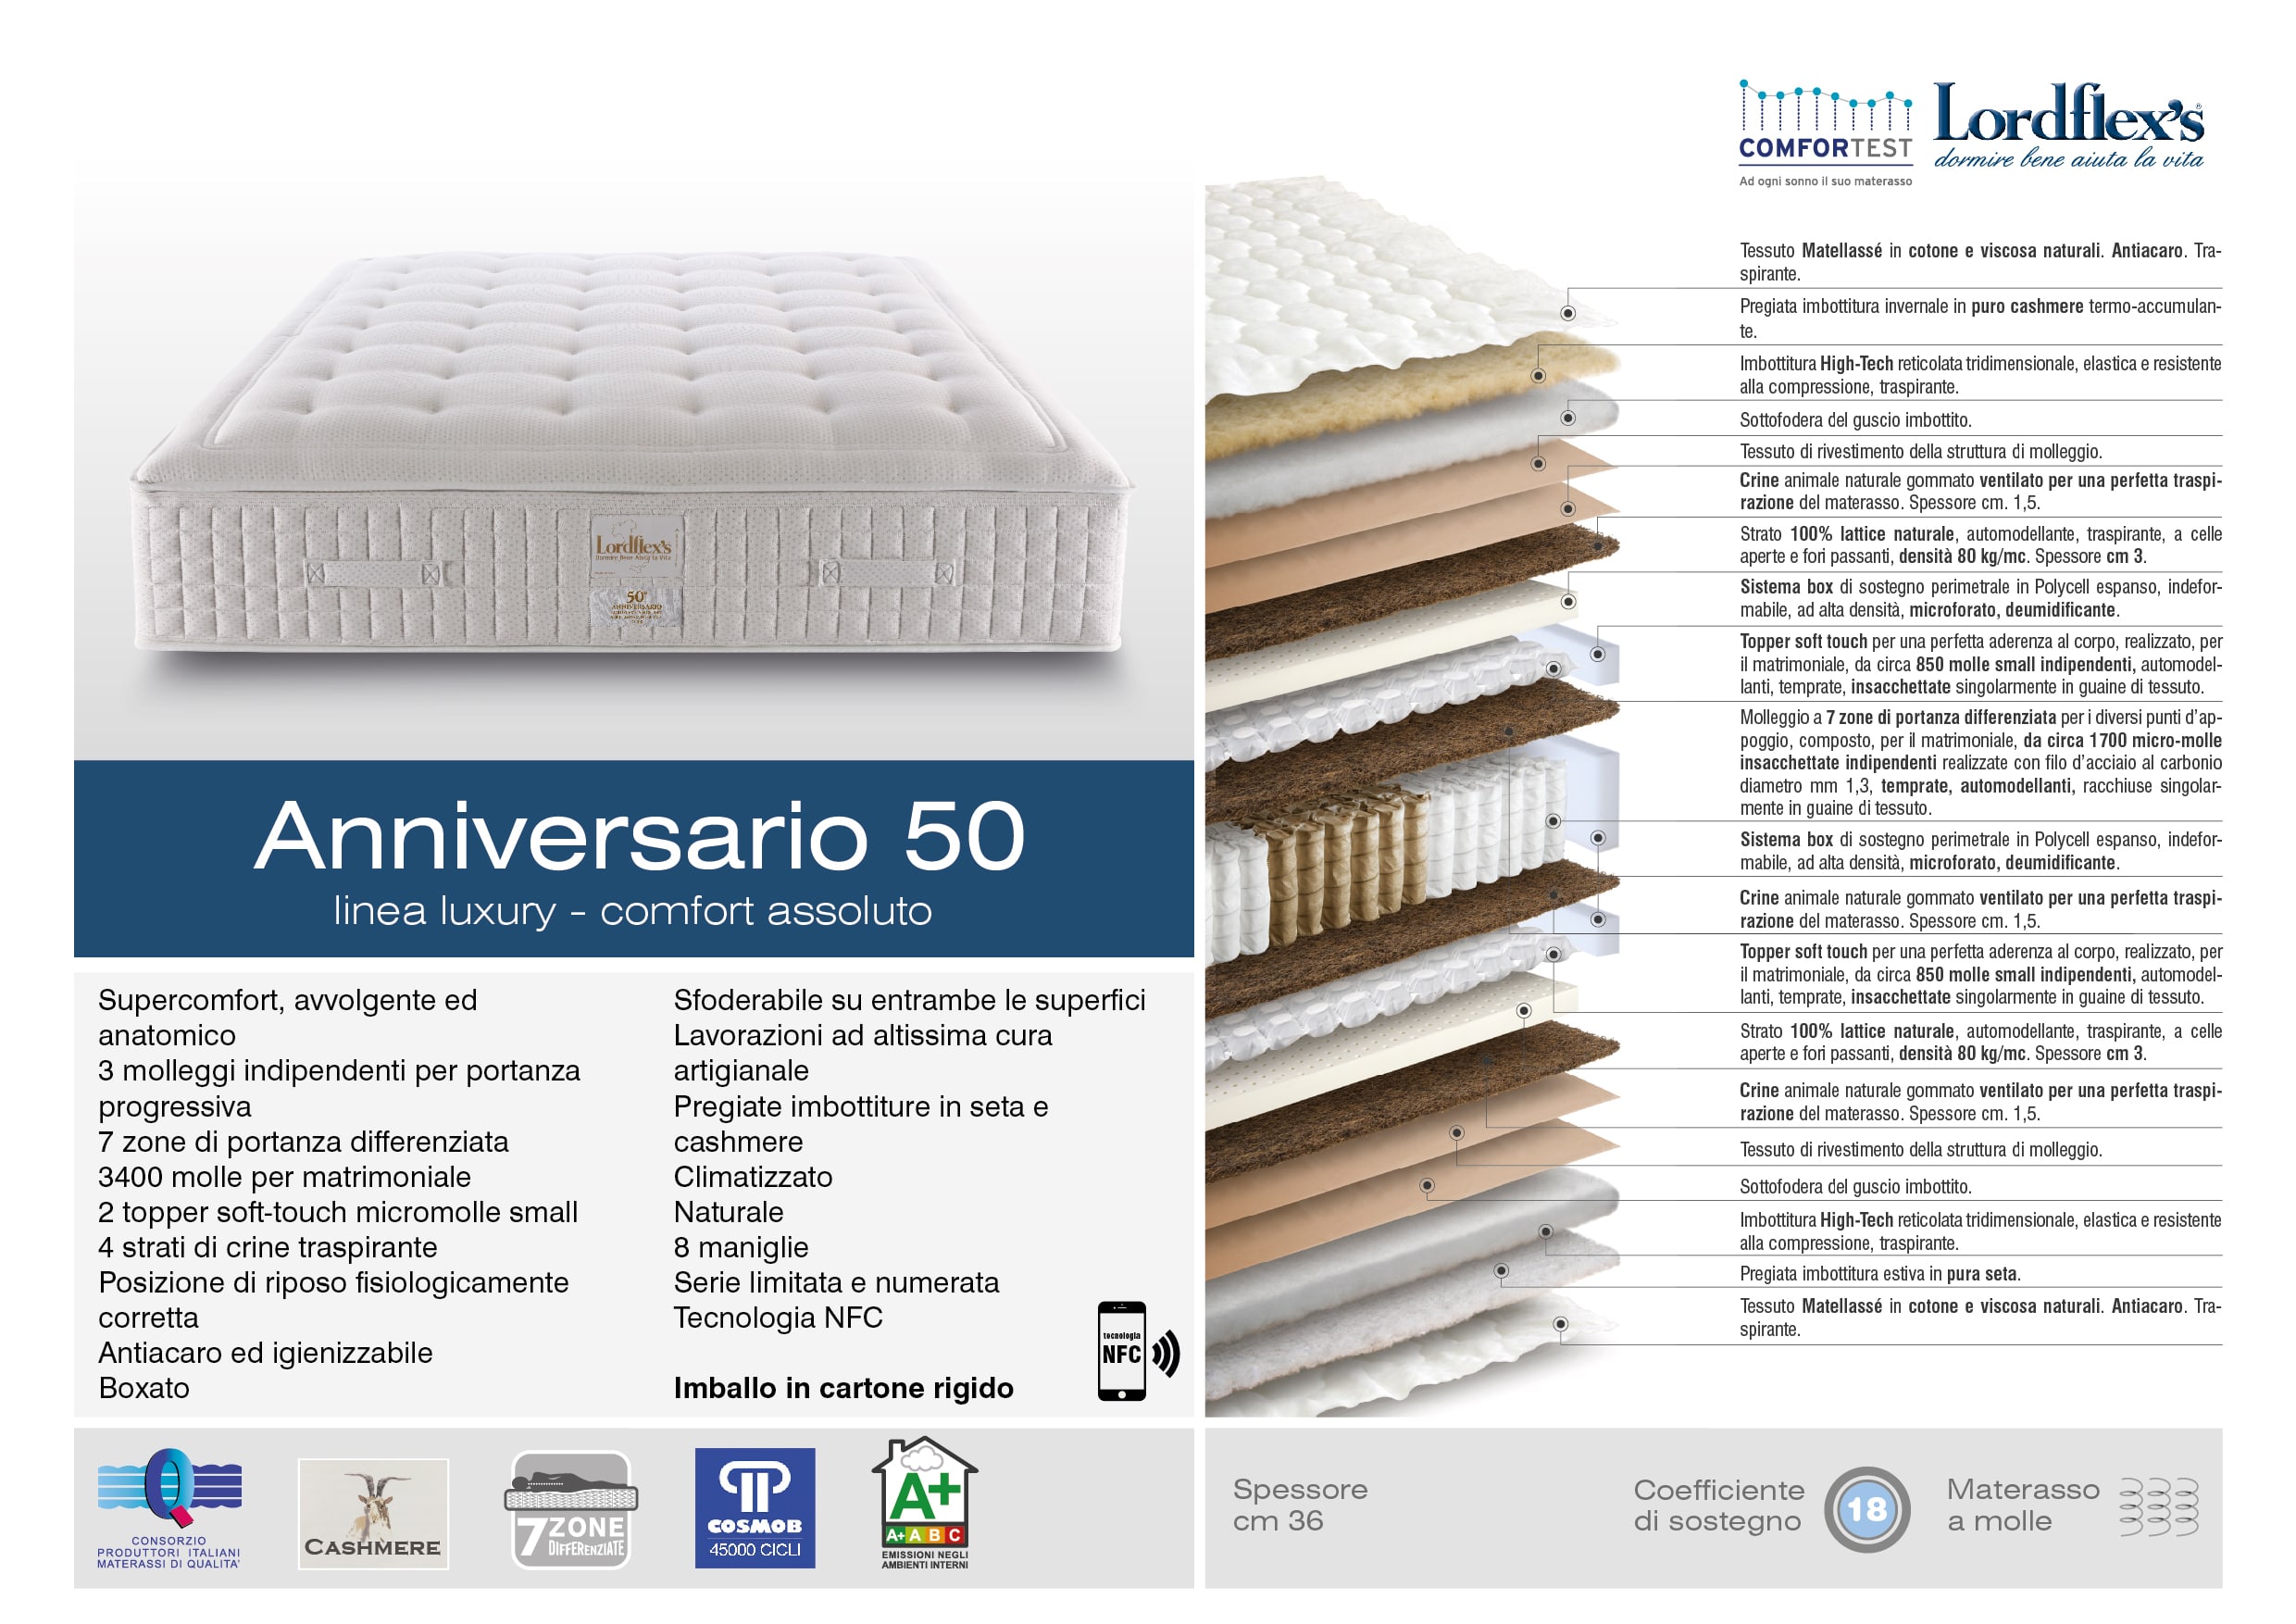 COMFORTEST
Ad ogni sonno il suo materasso
Lordflex's®
dormire bene aiuta la vita
Tessuto Matellassé in cotone e viscosa naturali. Antiacaro. Tra-
spirante.
Pregiata imbottitura invernale in puro cashmere termo-accumulan-
te.
Imbottitura High-Tech reticolata tridimensionale, elastica e resistente
alla compressione, traspirante.
Sottofodera del guscio imbottito.
Tessuto di rivestimento della struttura di molleggio.
Crine animale naturale gommato ventilato per una perfetta traspi-
razione del materasso. Spessore cm. 1,5.
Strato 100% lattice naturale, automodellante, traspirante, a celle
aperte e fori passanti, densità 80 kg/mc. Spessore cm 3.
Sistema box di sostegno perimetrale in Polycell espanso, indefor-
mabile, ad alta densità, microforato, deumidificante.
Topper soft touch per una perfetta aderenza al corpo, realizzato, per
il matrimoniale, da circa 850 molle small indipendenti, automodel-
lanti, temprate, insacchettate singolarmente in guaine di tessuto.
Molleggio a 7 zone di portanza differenziata per i diversi punti d'ap-
poggio, composto, per il matrimoniale, da circa 1700 micro-molle
insacchettate indipendenti realizzate con filo d'acciaio al carbonio
diametro mm 1,3, temprate, automodellanti, racchiuse singolar-
mente in guaine di tessuto.
Sistema box di sostegno perimetrale in Polycell espanso, indefor-
mabile, ad alta densità, microforato, deumidificante.
Crine animale naturale gommato ventilato per una perfetta traspi-
razione del materasso. Spessore cm. 1,5.
Topper soft touch per una perfetta aderenza al corpo, realizzato, per
il matrimoniale, da circa 850 molle small indipendenti, automodel-
lanti, temprate, insacchettate singolarmente in guaine di tessuto.
Strato 100% lattice naturale, automodellante, traspirante, a celle
aperte e fori passanti, densità 80 kg/mc. Spessore cm 3.
Crine animale naturale gommato ventilato per una perfetta traspi-
razione del materasso. Spessore cm. 1,5.
Tessuto di rivestimento della struttura di molleggio.
Sottofodera del guscio imbottito.
Imbottitura High-Tech reticolata tridimensionale, elastica e resistente
alla compressione, traspirante.
Pregiata imbottitura estiva in pura seta.
Tessuto Matellassé in cotone e viscosa naturali. Antiacaro. Tra-
spirante.
Lordflex's
Dormire Bene Aiuta la Vita
50°
ANNIVERSARIO
Anniversario 50
linea luxury - comfort assoluto
Supercomfort, avvolgente ed
anatomico
3 molleggi indipendenti per portanza
progressiva
7 zone di portanza differenziata
3400 molle per matrimoniale
2 topper soft-touch micromolle small
4 strati di crine traspirante
Posizione di riposo fisiologicamente
corretta
Antiacaro ed igienizzabile
Boxato
Sfoderabile su entrambe le superfici
Lavorazioni ad altissima cura
artigianale
Pregiate imbottiture in seta e
cashmere
Climatizzato
Naturale
8 maniglie
Serie limitata e numerata
Tecnologia NFC
Imballo in cartone rigido
tecnologia
NFC
Q
CONSORZIO
PRODUTTORI ITALIANI
MATERASSI DI QUALITA'
CASHMERE
7 ZONE
DIFFERENZIATE
COSMOB
45000 CICLI
A+
A+ A B C
EMISSIONI NEGLI
AMBIENTI INTERNI
Spessore
cm 36
Coefficiente
di sostegno
18
Materasso
a molle